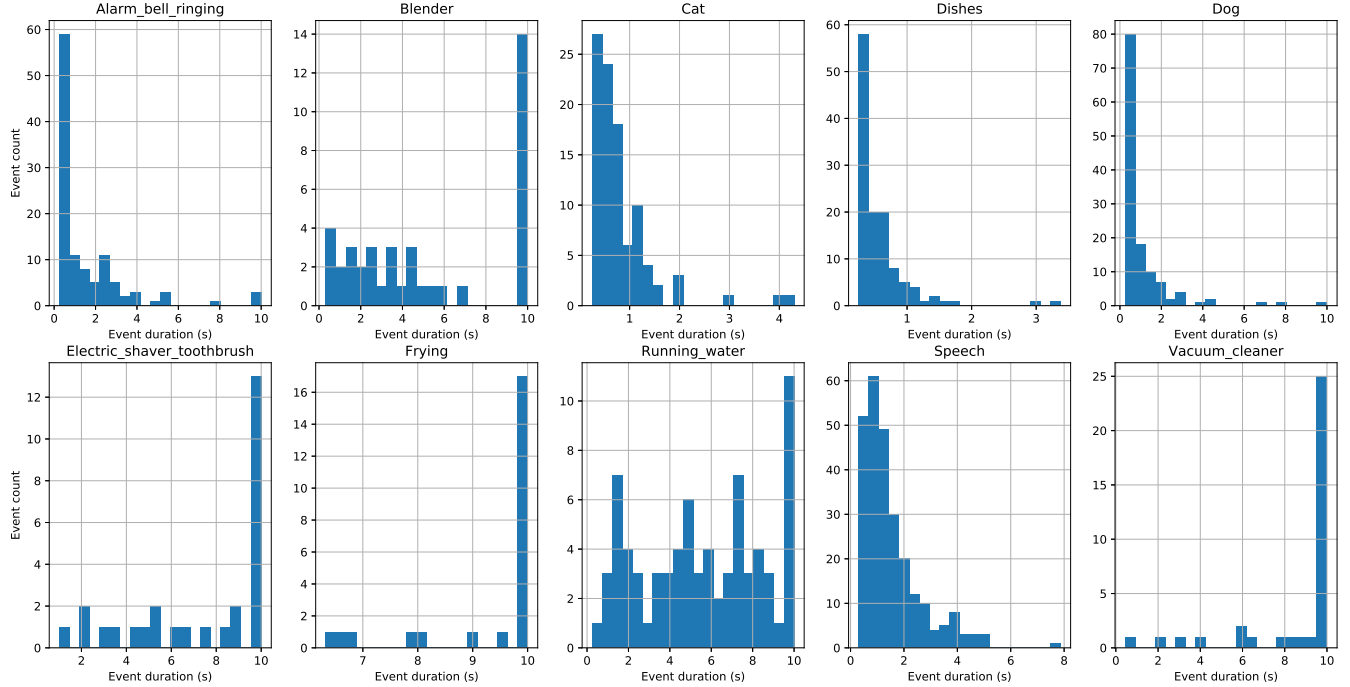 Alarm_bell_ringing
Event count
60
50
40
30
20
10
0
0 2 4 6 8 10
Event duration (s)
Blender
14
12
10
8
6
4
2
0
0 2 4 6 8 10
Event duration (s)
Cat
25
20
15
10
5
0
1 2 3 4
Event duration (s)
Dishes
60
50
40
30
20
10
0
1 2 3
Event duration (s)
Dog
80
70
60
50
40
30
20
10
0
0 2 4 6 8 10
Event duration (s)
Electric_shaver_toothbrush
Event count
12
10
8
6
4
2
0
2 4 6 8 10
Event duration (s)
Frying
16
14
12
10
8
6
4
2
0
7 8 9 10
Event duration (s)
Running_water
10
8
6
4
2
0
0 2 4 6 8 10
Event duration (s)
Speech
60
50
40
30
20
10
0
0 2 4 6 8
Event duration (s)
Vacuum_cleaner
25
20
15
10
5
0
0 2 4 6 8 10
Event duration (s)